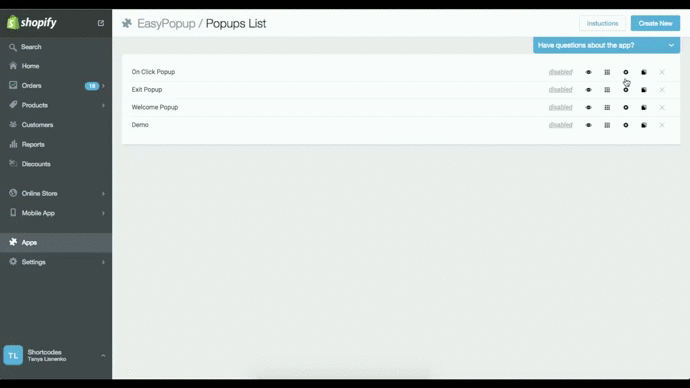 shopify
EasyPopup / Popups List
Instuctions
Create New
Have questions about the app?
Search
Home
Orders
18
Products
Customers
Reports
Discounts
Online Store
Mobile App
Apps
Settings
On Click Popup
disabled
Exit Popup
disabled
Welcome Popup
disabled
Demo
disabled
TL
Shortcodes
Tanya Lianenko